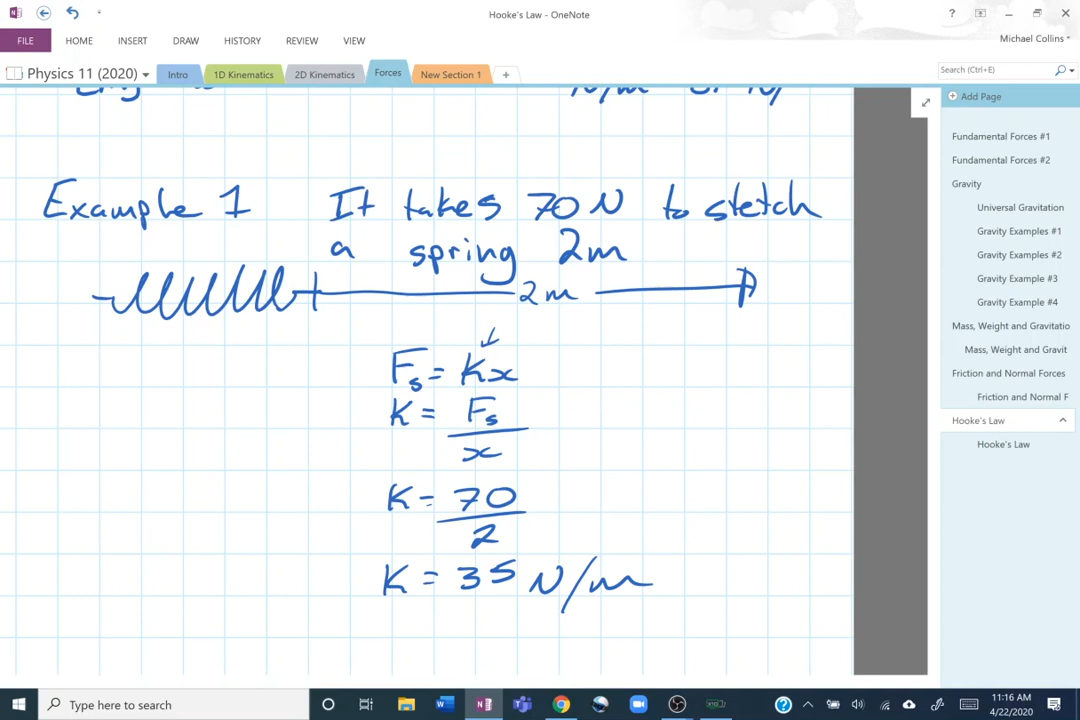 Hooke's Law - OneNote
?
FILE HOME INSERT DRAW HISTORY REVIEW VIEW
Michael Collins
Physics 11 (2020) Intro 1D Kinematics 2D Kinematics Forces New Section 1 +
Search (Ctrl+E)
Add Page
Fundamental Forces #1
Fundamental Forces #2
Gravity
Universal Gravitation
Gravity Examples #1
Gravity Examples #2
Gravity Example #3
Gravity Example #4
Mass, Weight and Gravitatio
Mass, Weight and Gravit
Friction and Normal Forces
Friction and Normal F
Hooke's Law
Hooke's Law
N/m or N/
Example 1 It takes 70 N to stetch
a spring 2m
2m
Fs = Kx
K = Fs
x
K = 70
2
K = 35 N/m
Type here to search
11:16 AM
4/22/2020